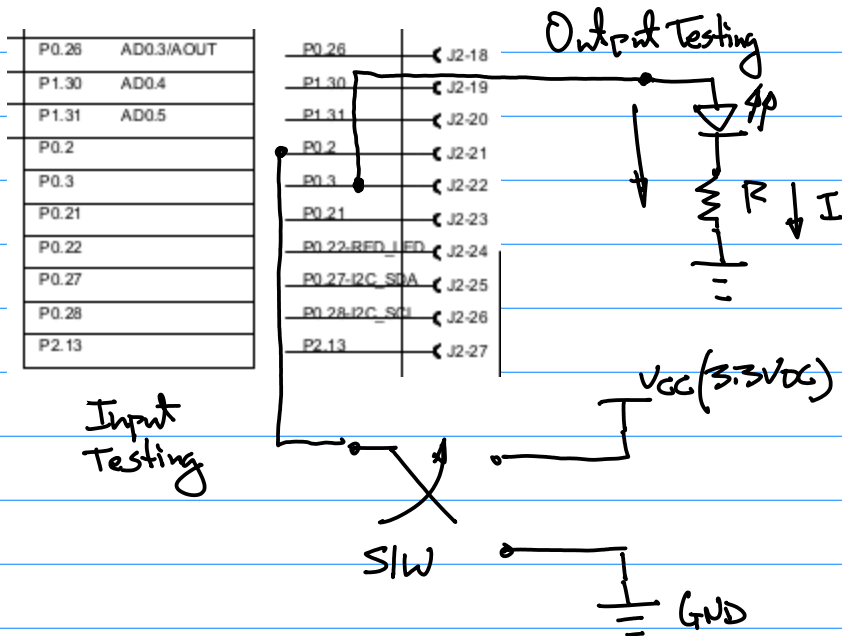 Output Testing
P0.26 AD0.3/AOUT P0.26 J2-18
P1.30 AD0.4 P1.30 J2-19
P1.31 AD0.5 P1.31 J2-20
P0.2 P0.2 J2-21
P0.3 P0.3 J2-22
P0.21 P0.21 J2-23
P0.22 P0.22-RED_LED J2-24
P0.27 P0.27-I2C_SDA J2-25
P0.28 P0.28-I2C_SCL J2-26
P2.13 P2.13 J2-27
R I
VCC (3.3VDC)
Input
Testing
S/W
GND